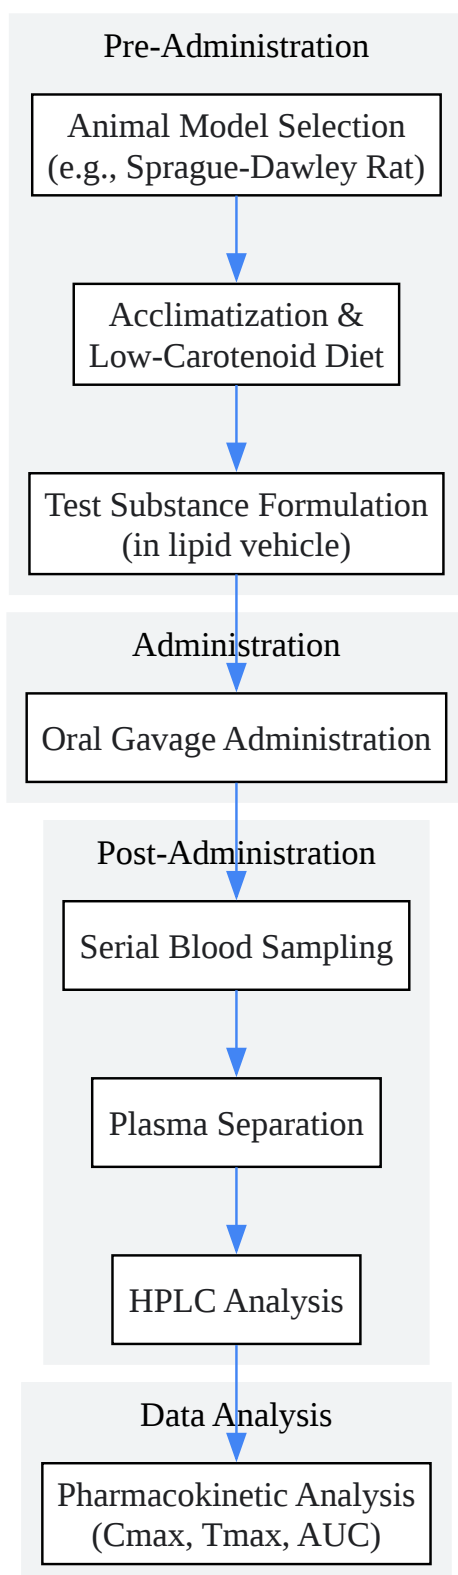 Pre-Administration
Animal Model Selection
(e.g., Sprague-Dawley Rat)
Acclimatization &
Low-Carotenoid Diet
Test Substance Formulation
(in lipid vehicle)
Administration
Oral Gavage Administration
Post-Administration
Serial Blood Sampling
Plasma Separation
HPLC Analysis
Data Analysis
Pharmacokinetic Analysis
(Cmax, Tmax, AUC)